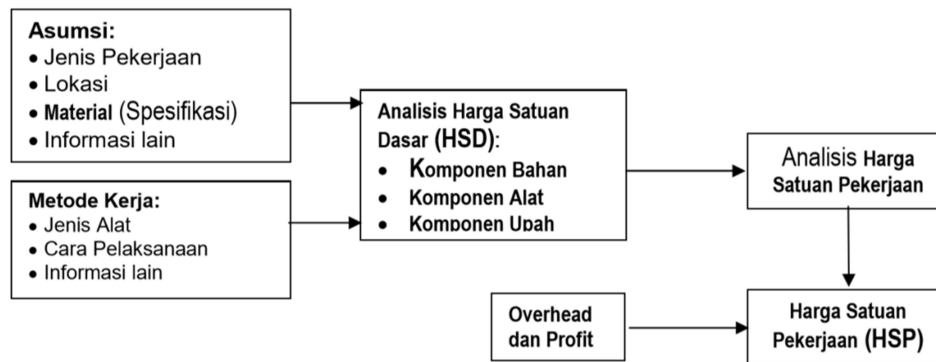 Asumsi:
• Jenis Pekerjaan
• Lokasi
• Material (Spesifikasi)
• Informasi lain
Metode Kerja:
• Jenis Alat
• Cara Pelaksanaan
• Informasi lain
Analisis Harga Satuan
Dasar (HSD):
• Komponen Bahan
• Komponen Alat
• Komponen Upah
Analisis Harga
Satuan Pekerjaan
Overhead
dan Profit
Harga Satuan
Pekerjaan (HSP)